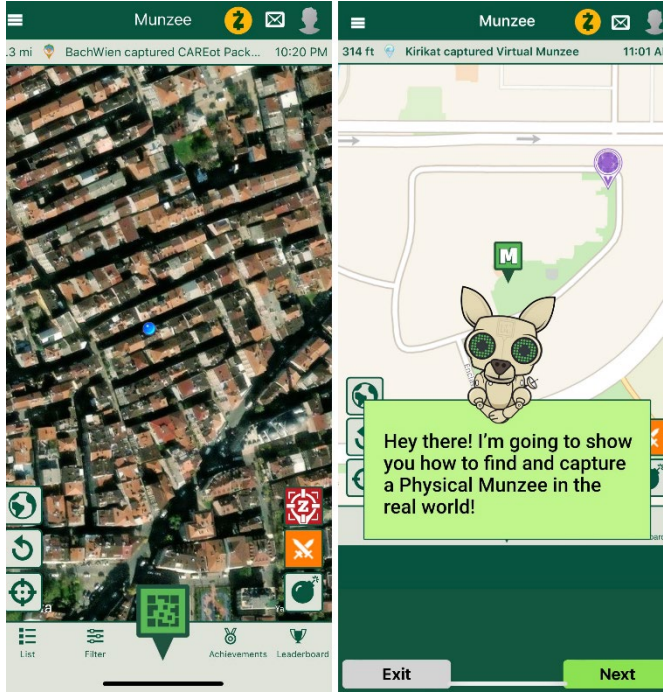 Munzee
.3 mi BachWien captured CAREot Pack... 10:20 PM
List
Filter
Achievements
Leaderboard
Munzee
314 ft Kirikat captured Virtual Munzee 11:01 A
M
Hey there! I'm going to show
you how to find and capture
a Physical Munzee in the
real world!
Exit
Next